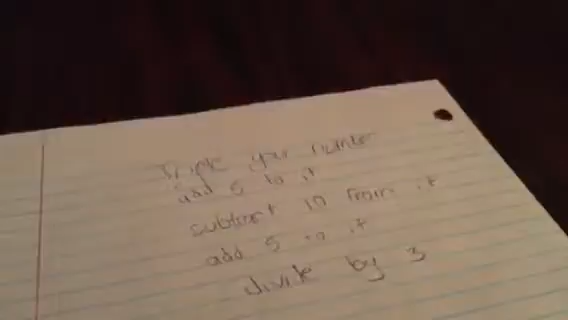 Triple your number
add 5 to it
subtract 10 from it
add 5 to it
divide by 3